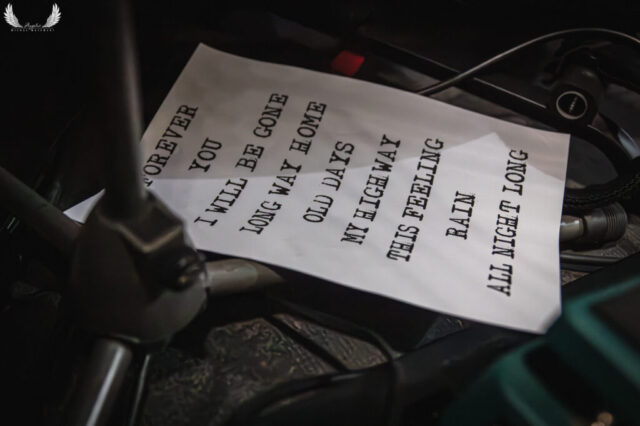 FOREVER
YOU
I WILL BE GONE
LONG WAY HOME
OLD DAYS
MY HIGHWAY
THIS FEELING
RAIN
ALL NIGHT LONG